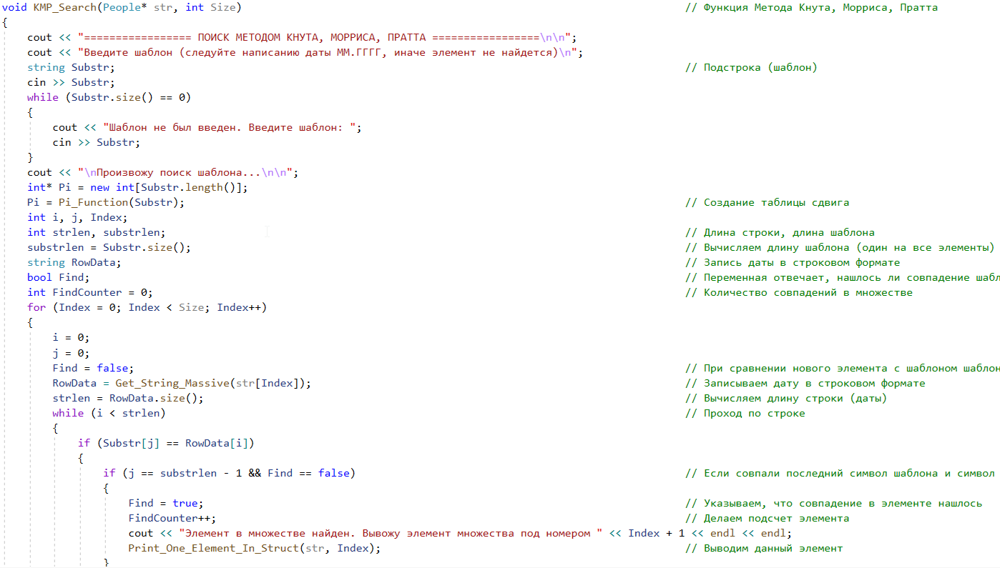 void KMP_Search(People* str, int Size) // Функция Метода Кнута, Морриса, Пратта
{
cout << "================= ПОИСК МЕТОДОМ КНУТА, МОРРИСА, ПРАТТА =================\n\n";
cout << "Введите шаблон (следуйте написанию даты ММ.ГГГГ, иначе элемент не найдется)\n";
string Substr; // Подстрока (шаблон)
cin >> Substr;
while (Substr.size() == 0)
{
cout << "Шаблон не был введен. Введите шаблон: ";
cin >> Substr;
}
cout << "\nПроизвожу поиск шаблона...\n\n";
int* Pi = new int[Substr.length()];
Pi = Pi_Function(Substr); // Создание таблицы сдвига
int i, j, Index;
int strlen, substrlen; // Длина строки, длина шаблона
substrlen = Substr.size(); // Вычисляем длину шаблона (один на все элементы)
string RowData; // Запись даты в строковом формате
bool Find; // Переменная отвечает, нашлось ли совпадение шабл
int FindCounter = 0; // Количество совпадений в множестве
for (Index = 0; Index < Size; Index++)
{
i = 0;
j = 0;
Find = false; // При сравнении нового элемента с шаблоном шаблон
RowData = Get_String_Massive(str[Index]); // Записываем дату в строковом формате
strlen = RowData.size(); // Вычисляем длину строки (даты)
while (i < strlen) // Проход по строке
{
if (Substr[j] == RowData[i])
{
if (j == substrlen - 1 && Find == false) // Если совпали последний символ шаблона и символ
{
Find = true; // Указываем, что совпадение в элементе нашлось
FindCounter++; // Делаем подсчет элемента
cout << "Элемент в множестве найден. Вывожу элемент множества под номером " << Index + 1 << endl << endl;
Print_One_Element_In_Struct(str, Index); // Выводим данный элемент
}